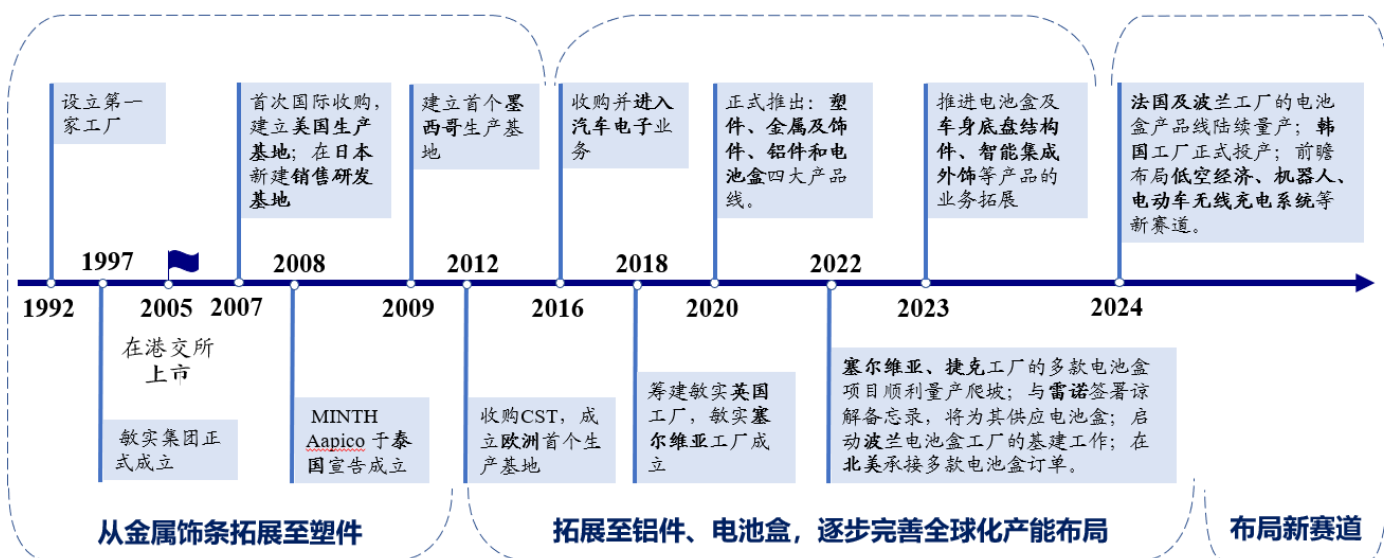 设立第一
家工厂
首次国际收购，
建立美国生产
基地；在日本
新建销售研发
基地
建立首个墨
西哥生产基
地
收购并进入
汽车电子业
务
正式推出：塑
件、金属及饰
件、铝件和电
池盒四大产品
线。
推进电池盒及
车身底盘结构
件、智能集成
外饰等产品的
业务拓展
法国及波兰工厂的电池
盒产品线陆续量产；韩
国工厂正式投产；前瞻
布局低空经济、机器人、
电动车无线充电系统等
新赛道。
1997
2008
2012
2018
2022
1992
2005
2007
2009
2016
2020
2023
2024
在港交所
上市
敏实集团正
式成立
MINTH
Aapico 于泰
国宣告成立
收购CST，成
立欧洲首个生
产基地
筹建敏实英国
工厂，敏实塞
尔维亚工厂成
立
塞尔维亚、捷克工厂的多款电池盒
项目顺利量产爬坡；与雷诺签署谅
解备忘录，将为其供应电池盒；启
动波兰电池盒工厂的基建工作；在
北美承接多款电池盒订单。
从金属饰条拓展至塑件
拓展至铝件、电池盒，逐步完善全球化产能布局
布局新赛道